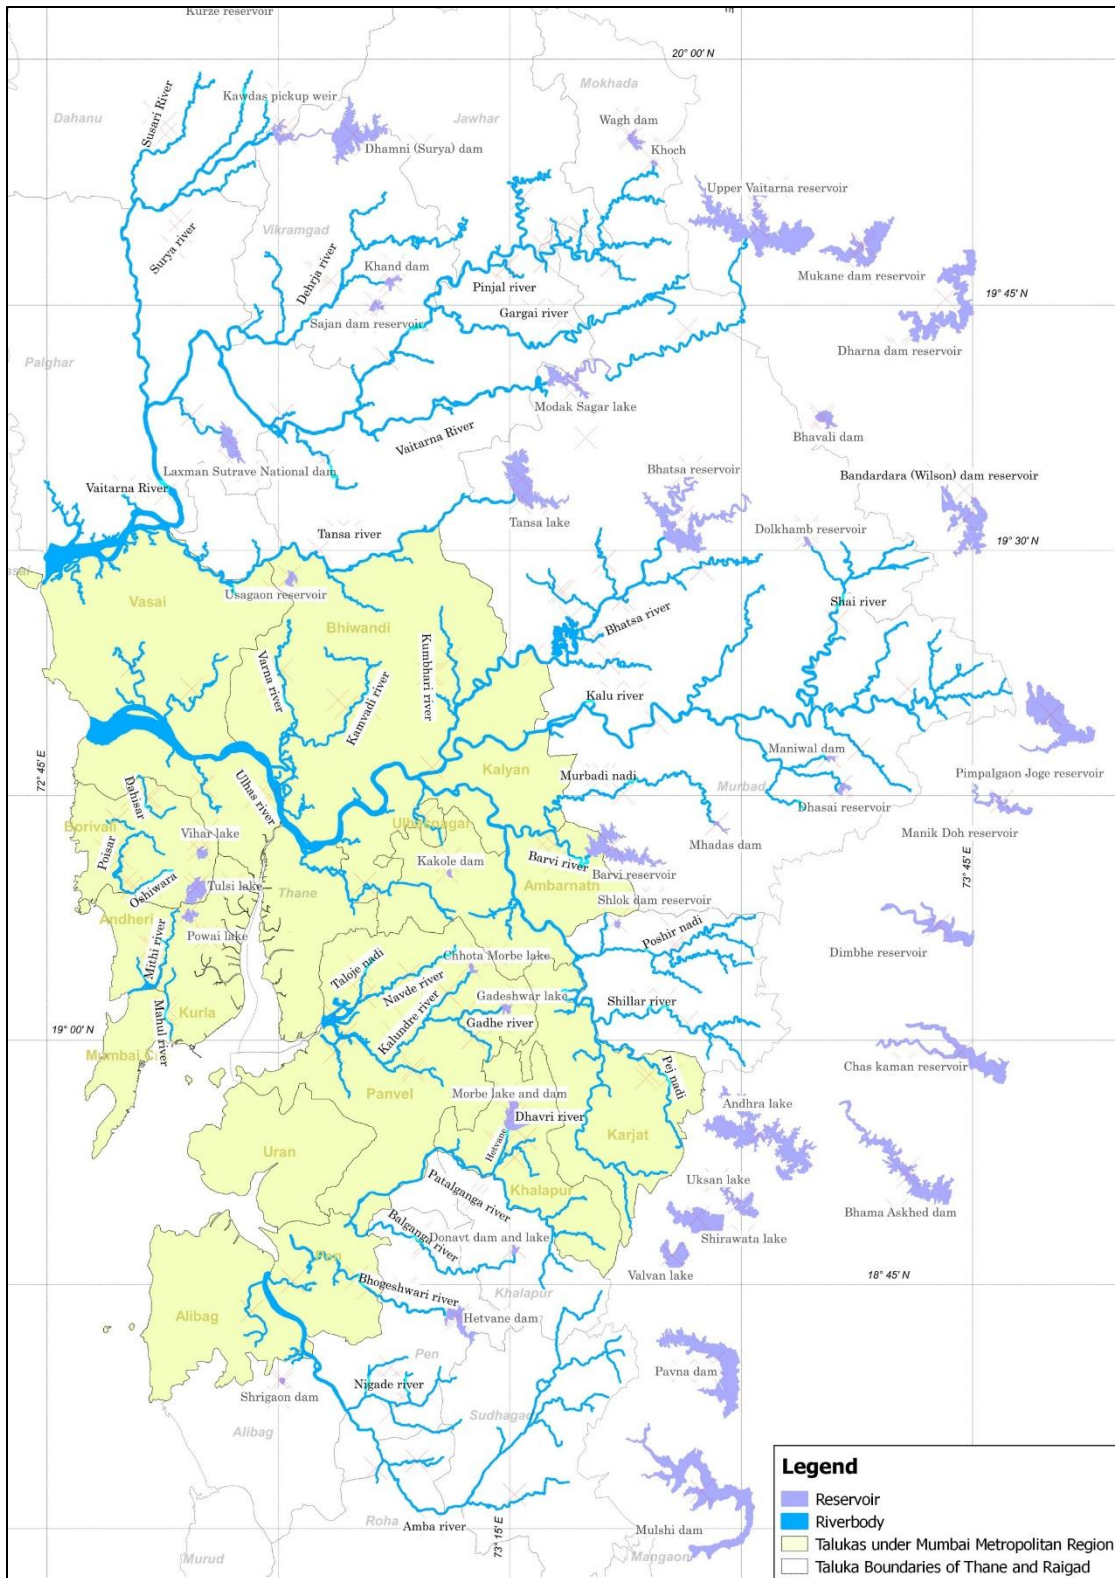 Kurze reservoir
20° 00' N
Mokhada
Kawdas pickup weir
Dahanu
Susari River
Jawhar
Wagh dam
Dhamni (Surya) dam
Khoch
Upper Vaitarna reservoir
Surya river
Vikramgad
Dehrja river
Khand dam
Mukane dam reservoir
Pinjal river
19° 45' N
Sajan dam reservoir
Gargai river
Dharna dam reservoir
Palghar
Modak Sagar lake
Vaitarna River
Bhavali dam
Laxman Sutrave National dam
Bhatsa reservoir
Bandardara (Wilson) dam reservoir
Vaitarna River
Tansa lake
Tansa river
Dolkhamb reservoir
19° 30' N
Usagaon reservoir
Vasai
Shai river
Bhiwandi
Bhatsa river
Varna river
Kamvadi river
Kumbhari river
Kalu river
72° 45' E
Ulhas river
Kalyan
Maniwal dam
Murbadi nadi
Murbad
Pimpalgaon Joge reservoir
Dahisar
Borivali
Ulhasnagar
Dhasai reservoir
Manik Doh reservoir
Vihar lake
Mhadas dam
Poisar
Kakole dam
Barvi river
Barvi reservoir
73° 45' E
Oshiwara
Tulsi lake
Thane
Ambarnath
Shlok dam reservoir
Andheri
Powai lake
Poshir nadi
Dimbhe reservoir
Mithi river
Taloje nadi
Chhota Morbe lake
Navde river
Gadeshwar lake
Shillar river
Mahul river
Kurla
Kalundre river
Gadhe river
19° 00' N
Mumbai
Pej nadi
Chas kaman reservoir
Panvel
Morbe lake and dam
Andhra lake
Dhavri river
Hetvane
Karjat
Uran
Uksan lake
Patalganga river
Khalapur
Bhama Askhed dam
Balganga river
Donavt dam and lake
Shirawata lake
Pen
Valvan lake
Bhogeshwari river
18° 45' N
Khalapur
Alibag
Hetvane dam
Pen
Pavna dam
Shrigaon dam
Nigade river
Alibag
Sudhagad
Roha
Amba river
73° 15' E
Mulshi dam
Murud
Mangaon
Legend
Reservoir
Riverbody
Talukas under Mumbai Metropolitan Region
Taluka Boundaries of Thane and Raigad